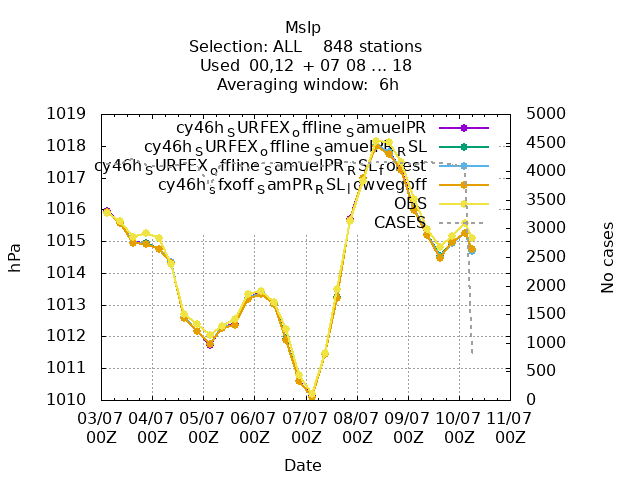 Mslp
Selection: ALL 848 stations
Used 00,12 + 07 08 ... 18
Averaging window: 6h
hPa
1019
1018
1017
1016
1015
1014
1013
1012
1011
1010
cy46h_SURFEX_offline_SamuelPR
cy46h_SURFEX_offline_SamuelPR_RSL
cy46h_SURFEX_offline_SamuelPR_RSL_forest
cy46h_sfxoff_SamPR_RSL_lowvegoff
OBS
CASES
5000
4500
4000
3500
3000
2500
2000
1500
1000
500
0
No cases
03/07 04/07 05/07 06/07 07/07 08/07 09/07 10/07 11/07
00Z 00Z 00Z 00Z 00Z 00Z 00Z 00Z 00Z
Date